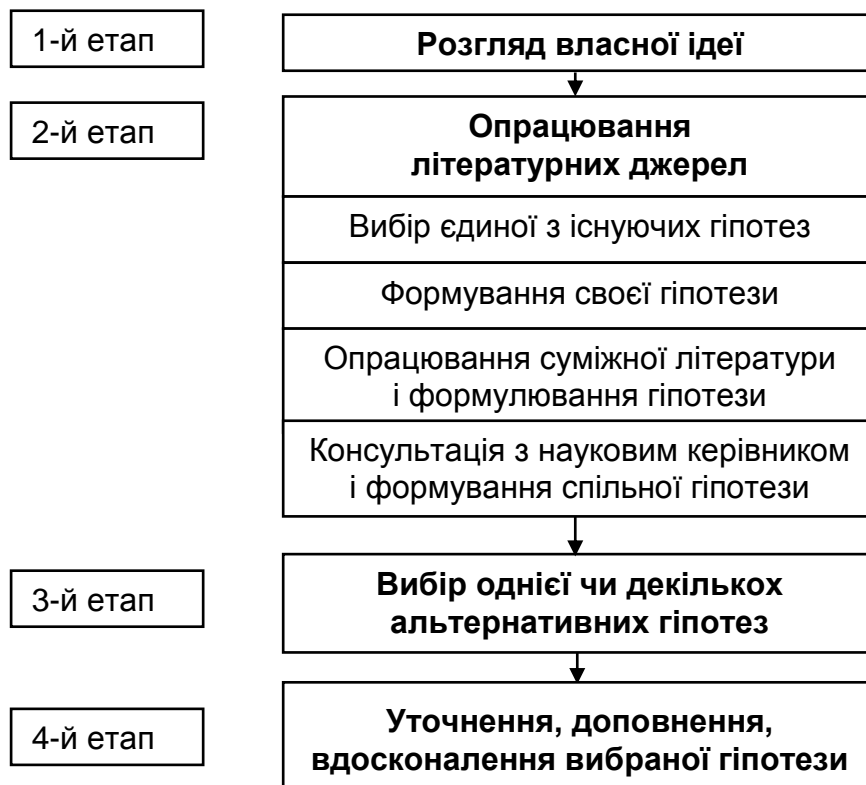 1-й етап
Розгляд власної ідеї
2-й етап
Опрацювання
літературних джерел
Вибір єдиної з існуючих гіпотез
Формування своєї гіпотези
Опрацювання суміжної літератури
і формулювання гіпотези
Консультація з науковим керівником
і формування спільної гіпотези
3-й етап
Вибір однієї чи декількох
альтернативних гіпотез
4-й етап
Уточнення, доповнення,
вдосконалення вибраної гіпотези